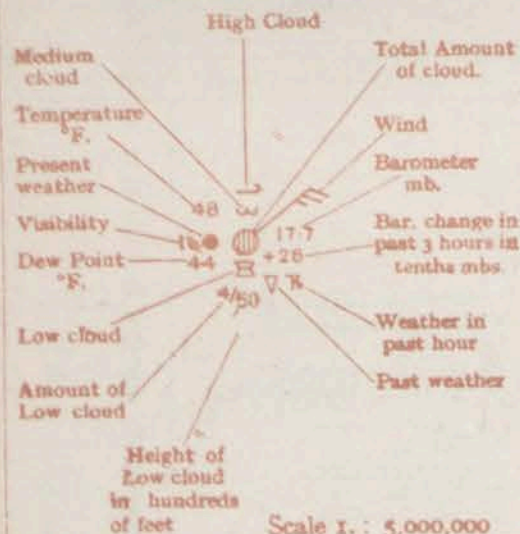 High Cloud
Medium
cloud
Total Amount
of cloud.
Temperature
°F.
Wind
Present
weather
Barometer
mb.
48
Visibility
17.7
Bar. change in
past 3 hours in
tenths mbs.
Dew Point
°F.
44
+28
4/50
Low cloud
Weather in
past hour
Amount of
Low cloud
Past weather
Height of
Low cloud
in hundreds
of feet
Scale 1. : 5,000,000